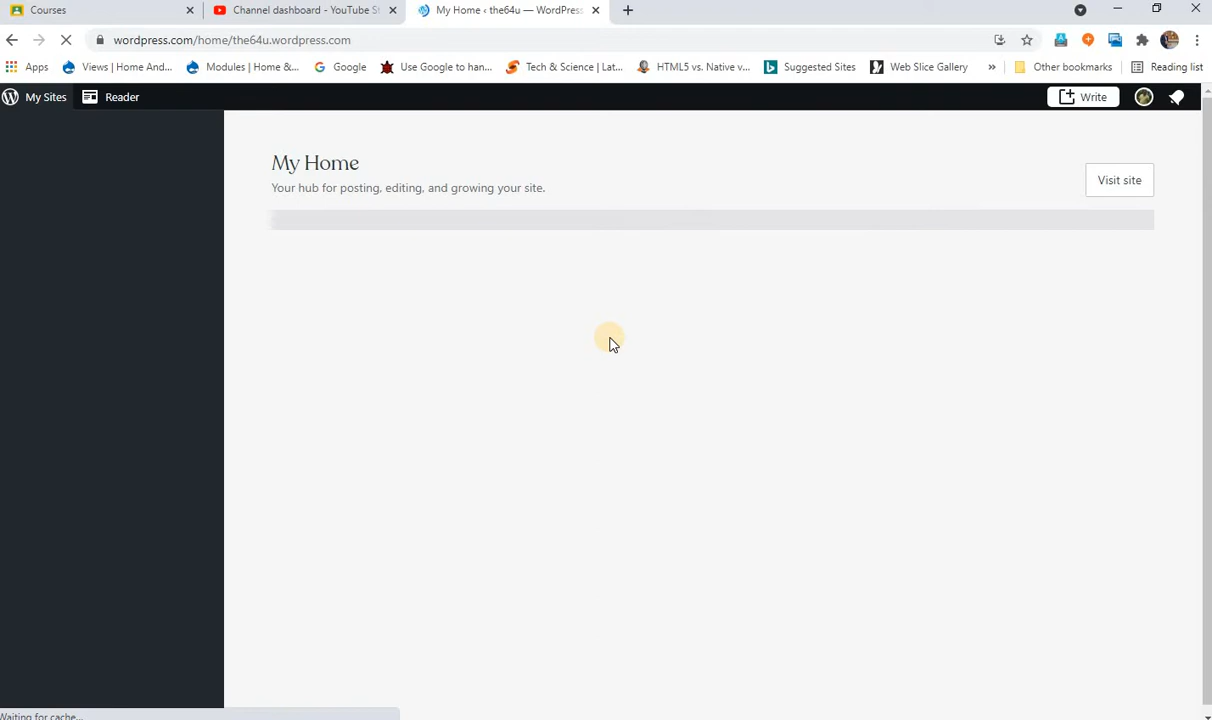 Courses
Channel dashboard - YouTube St
My Home ‹ the64u — WordPress
wordpress.com/home/the64u.wordpress.com
Apps
Views | Home And...
Modules | Home &...
Google
Use Google to han...
Tech & Science | Lat...
HTML5 vs. Native v...
Suggested Sites
Web Slice Gallery
»
Other bookmarks
Reading list
My Sites
Reader
Write
My Home
Your hub for posting, editing, and growing your site.
Visit site
Waiting for cache...